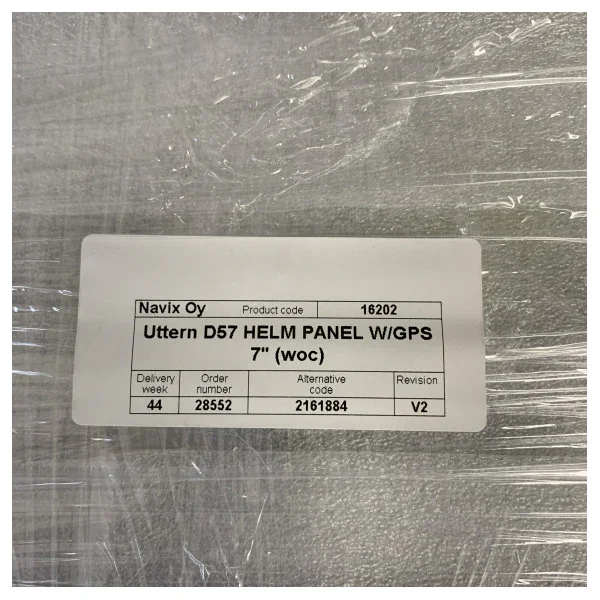 Navix Oy Product code 16202
Uttern D57 HELM PANEL W/GPS
7" (woc)
Delivery week Order number Alternative code Revision
44 28552 2161884 V2